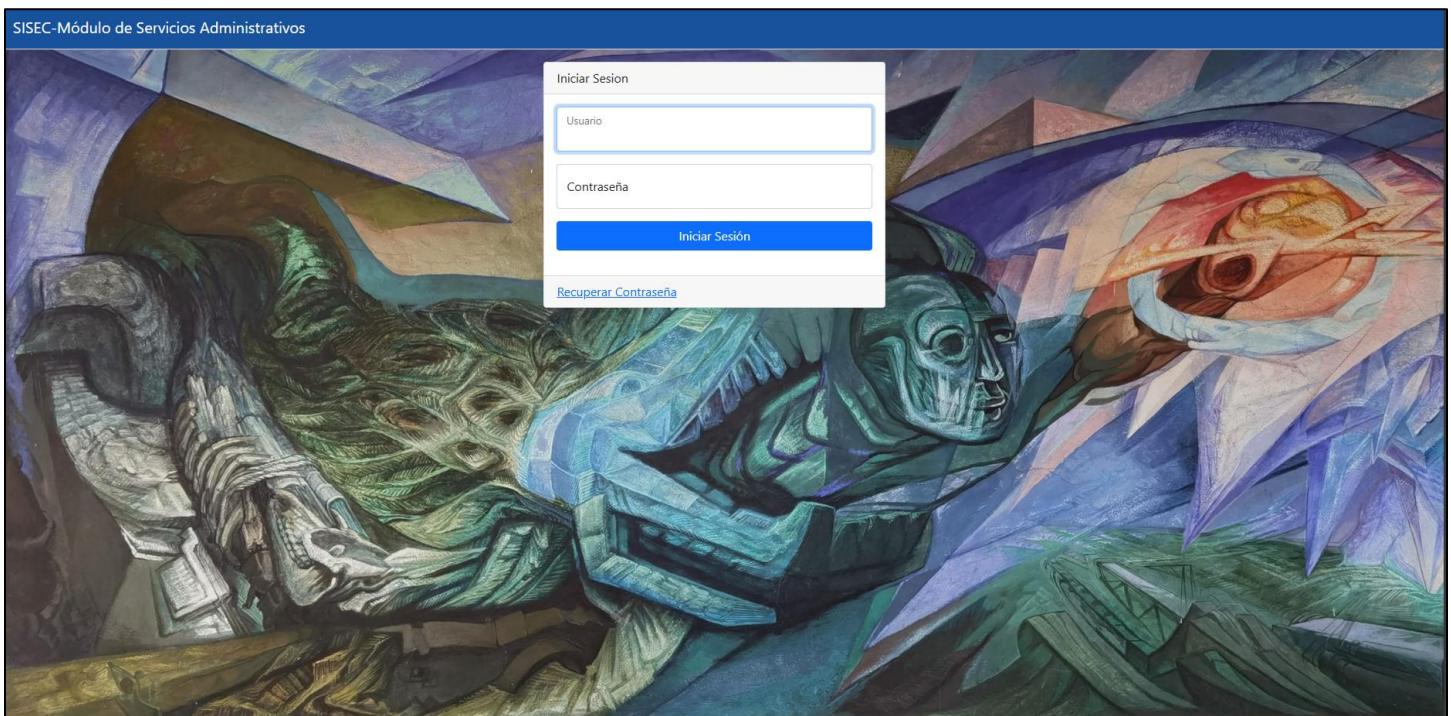 SISEC-Módulo de Servicios Administrativos
Iniciar Sesion
Usuario
Contraseña
Iniciar Sesión
Recuperar Contraseña